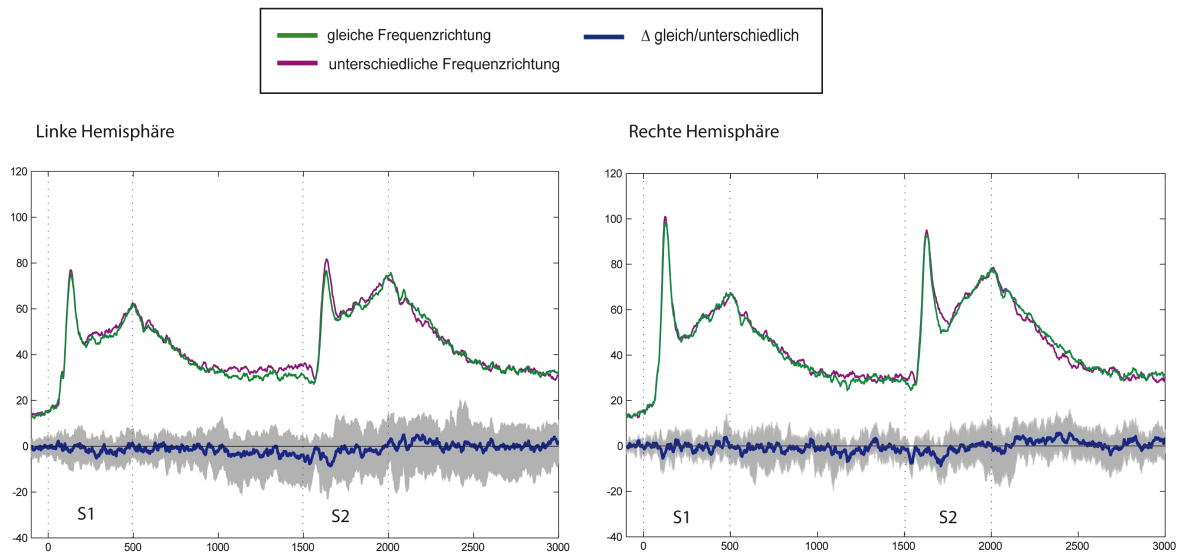 gleiche Frequenzrichtung
Δ gleich/unterschiedlich
unterschiedliche Frequenzrichtung
Linke Hemisphäre
Rechte Hemisphäre
120
100
80
60
40
20
0
-20
-40
S1
S2
0 500 1000 1500 2000 2500 3000
120
100
80
60
40
20
0
-20
-40
S1
S2
0 500 1000 1500 2000 2500 3000